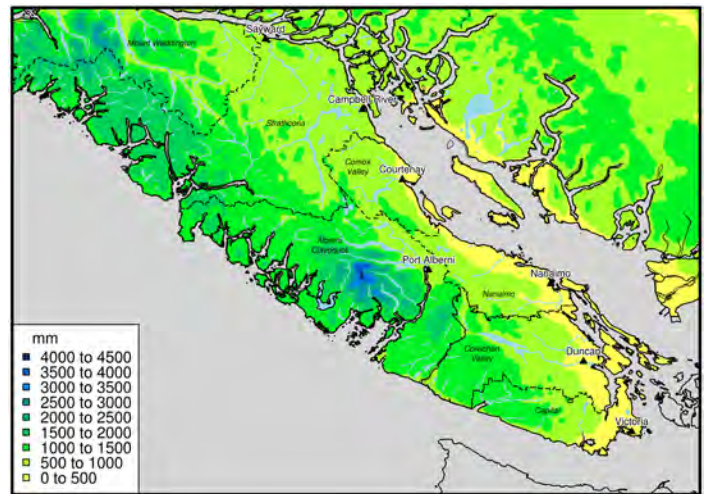 Sayward
Mount Waddington
Campbell River
Strathcona
Comox
Valley
Courtenay
Alberni
Clayoquot
Port Alberni
Nanaimo
Nanaimo
Cowichan
Valley
Duncan
Capital
Victoria
mm
4000 to 4500
3500 to 4000
3000 to 3500
2500 to 3000
2000 to 2500
1500 to 2000
1000 to 1500
500 to 1000
0 to 500